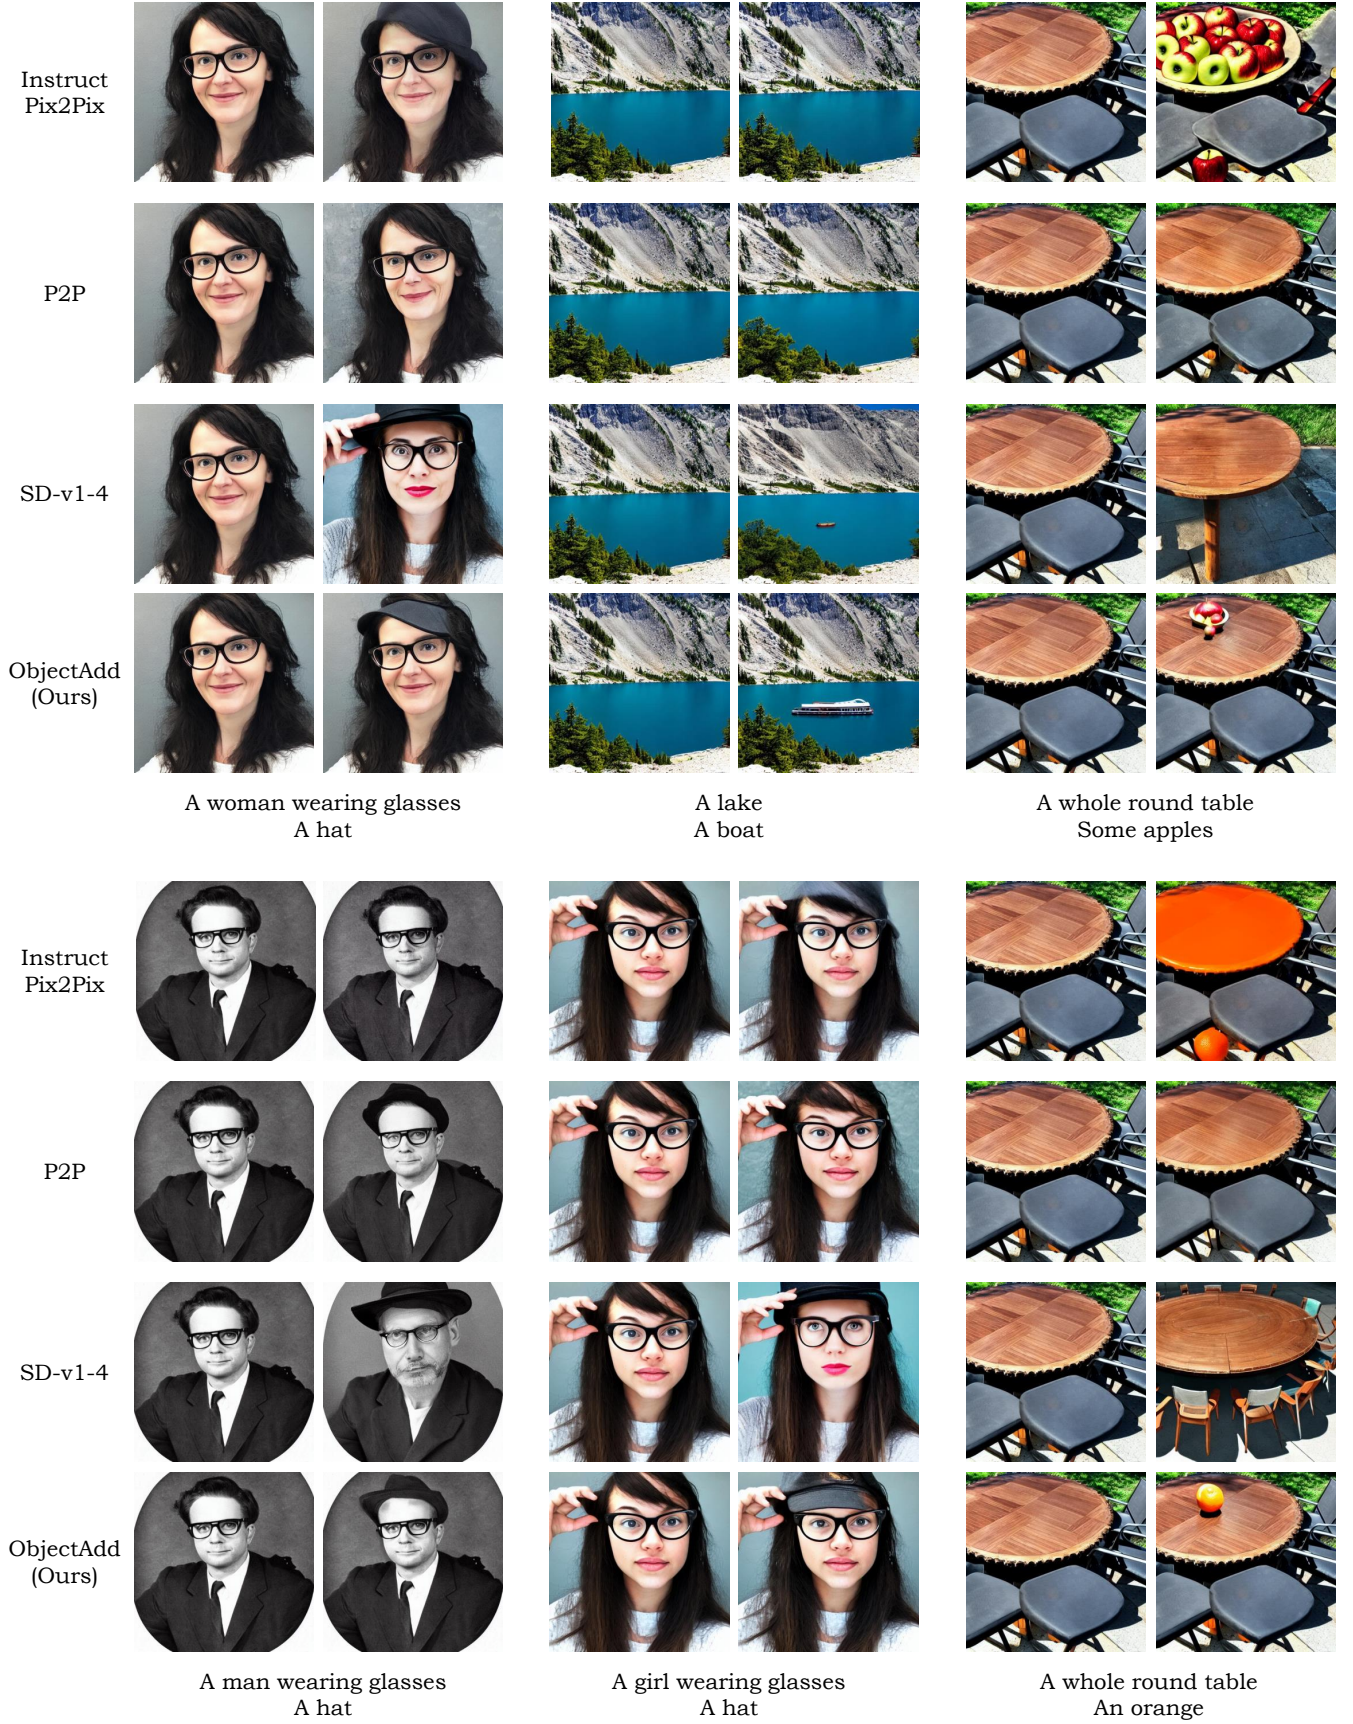 Instruct
Pix2Pix
P2P
SD-v1-4
ObjectAdd
(Ours)
A woman wearing glasses
A hat
A lake
A boat
A whole round table
Some apples
Instruct
Pix2Pix
P2P
SD-v1-4
ObjectAdd
(Ours)
A man wearing glasses
A hat
A girl wearing glasses
A hat
A whole round table
An orange